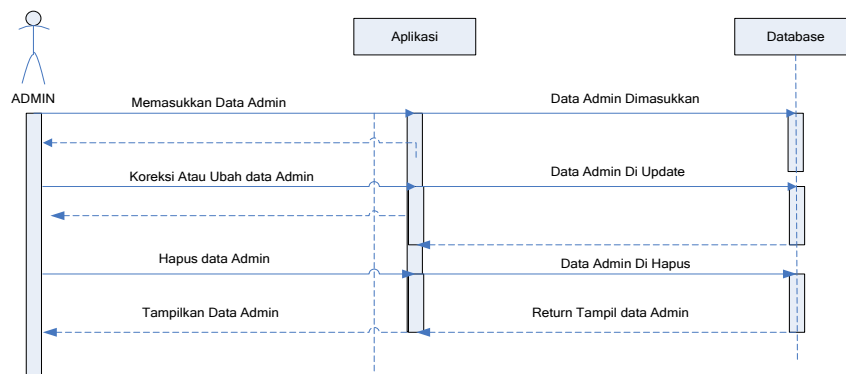 Aplikasi
Database
ADMIN
Memasukkan Data Admin
Data Admin Dimasukkan
Koreksi Atau Ubah data Admin
Data Admin Di Update
Hapus data Admin
Data Admin Di Hapus
Tampilkan Data Admin
Return Tampil data Admin